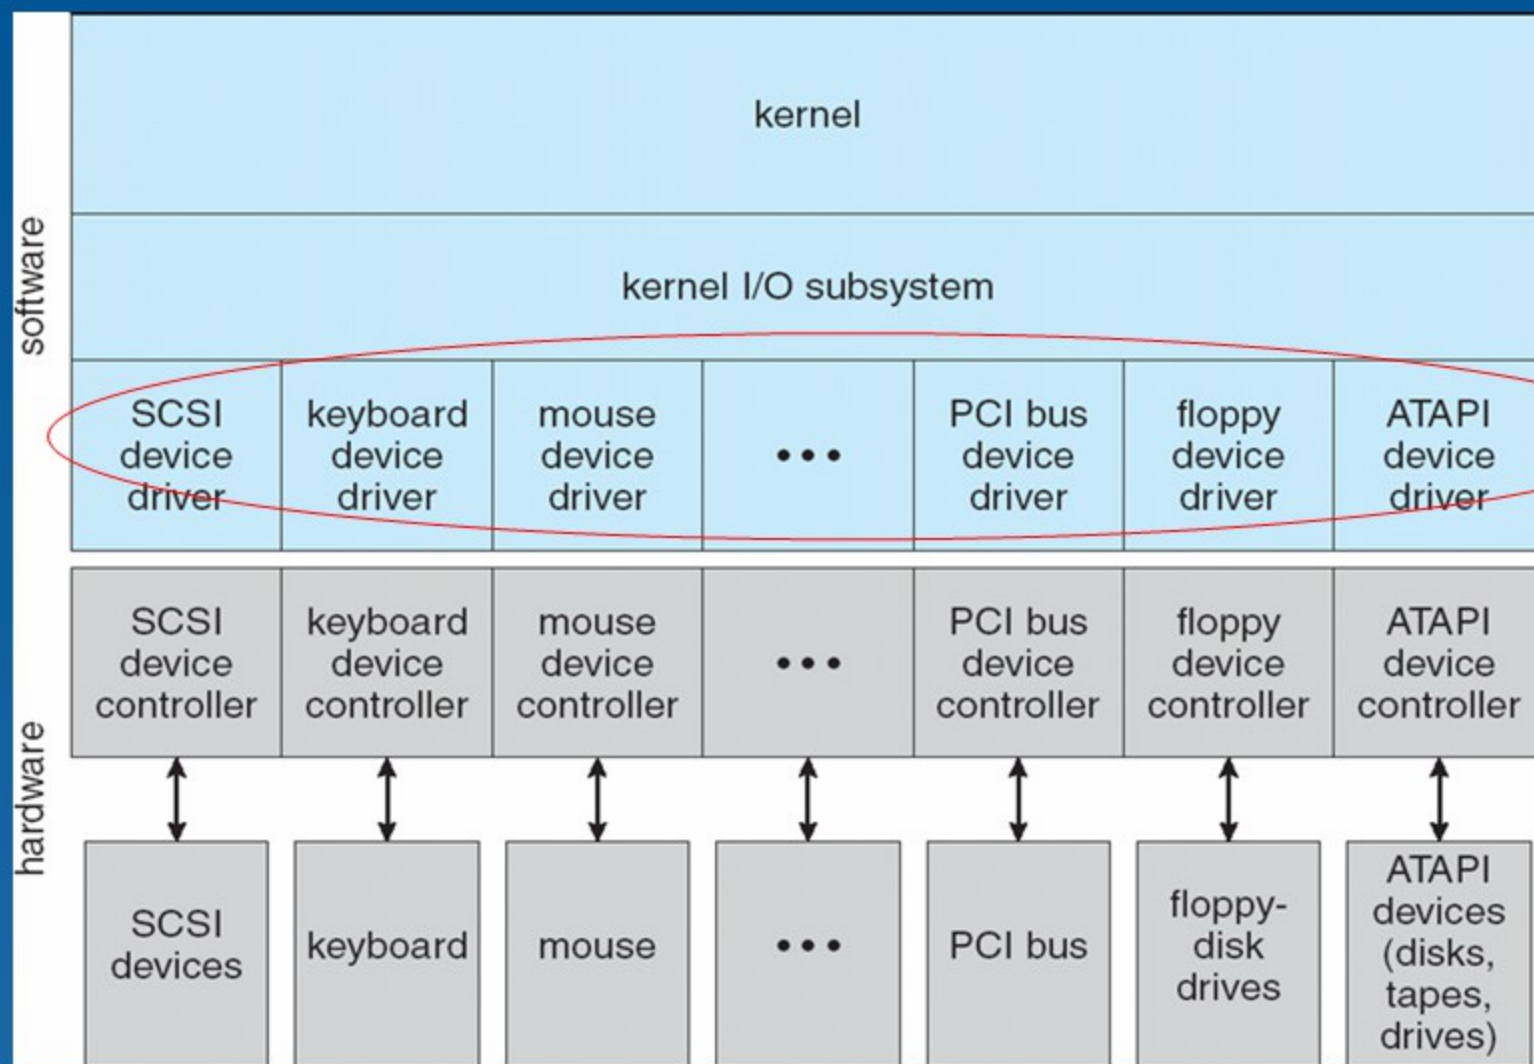 software
kernel
kernel I/O subsystem
SCSI
device
driver
keyboard
device
driver
mouse
device
driver
•••
PCI bus
device
driver
floppy
device
driver
ATAPI
device
driver
hardware
SCSI
device
controller
keyboard
device
controller
mouse
device
controller
•••
PCI bus
device
controller
floppy
device
controller
ATAPI
device
controller
SCSI
devices
keyboard
mouse
•••
PCI bus
floppy-
disk
drives
ATAPI
devices
(disks,
tapes,
drives)